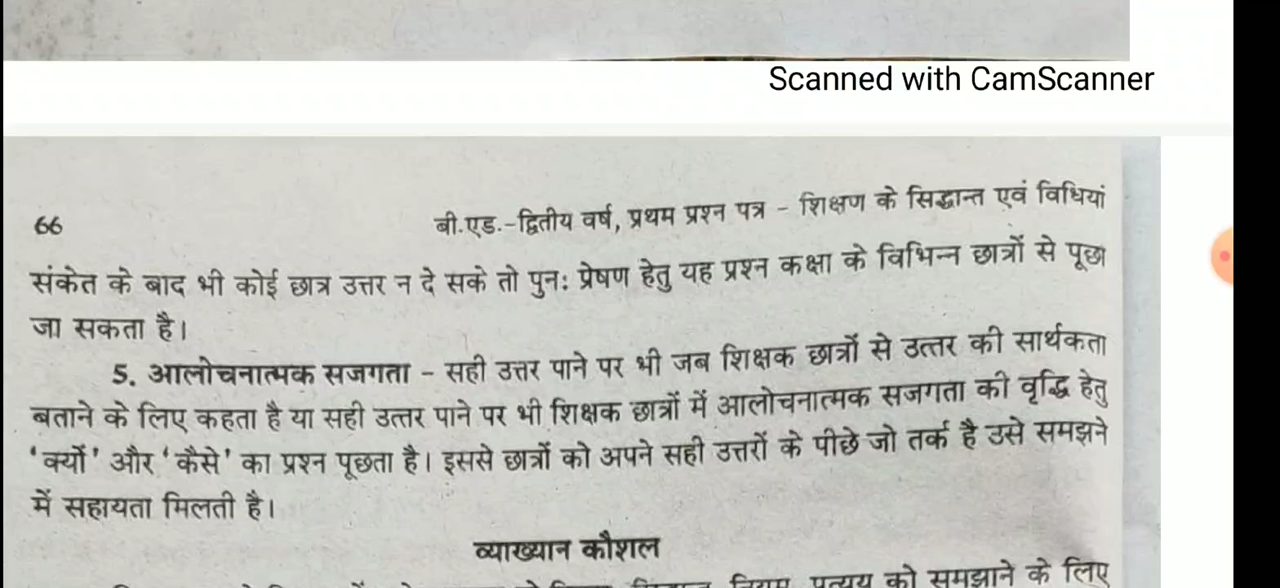 Scanned with CamScanner
66 बी.एड.-द्वितीय वर्ष, प्रथम प्रश्न पत्र - शिक्षण के सिद्धान्त एवं विधियां
संकेत के बाद भी कोई छात्र उत्तर न दे सके तो पुनः प्रेषण हेतु यह प्रश्न कक्षा के विभिन्न छात्रों से पूछा
जा सकता है।
5. आलोचनात्मक सजगता - सही उत्तर पाने पर भी जब शिक्षक छात्रों से उत्तर की सार्थकता
बताने के लिए कहता है या सही उत्तर पाने पर भी शिक्षक छात्रों में आलोचनात्मक सजगता की वृद्धि हेतु
'क्यों' और 'कैसे' का प्रश्न पूछता है। इससे छात्रों को अपने सही उत्तरों के पीछे जो तर्क है उसे समझने
में सहायता मिलती है।
व्याख्यान कौशल
प्रत्यय को समझाने के लिए